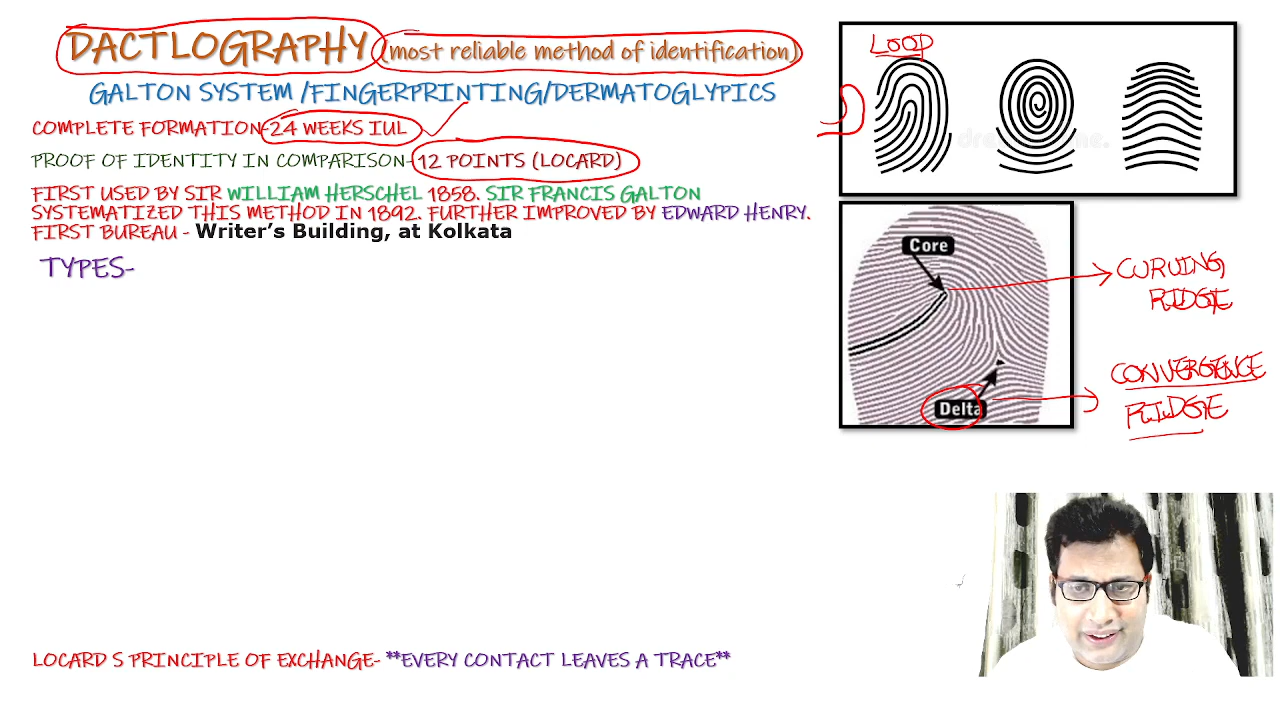 DACTLOGRAPHY (most reliable method of identification)
GALTON SYSTEM /FINGERPRINTING/DERMATOGLYPICS
COMPLETE FORMATION-24 WEEKS IUL
PROOF OF IDENTITY IN COMPARISON- 12 POINTS (LOCARD)
FIRST USED BY SIR WILLIAM HERSCHEL 1858. SIR FRANCIS GALTON
SYSTEMATIZED THIS METHOD IN 1892. FURTHER IMPROVED BY EDWARD HENRY.
FIRST BUREAU - Writer's Building, at Kolkata
TYPES-
LOOP
Core
CURVING
RIDGE
Delta
CONVERGENCE
RIDGE
LOCARD S PRINCIPLE OF EXCHANGE- **EVERY CONTACT LEAVES A TRACE**